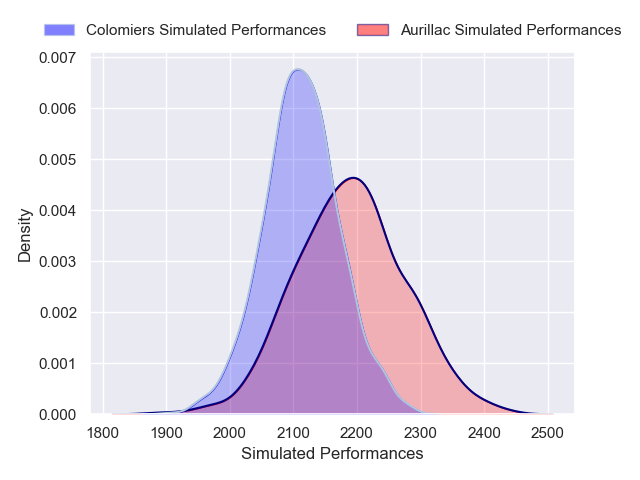 Colomiers Simulated Performances Aurillac Simulated Performances
0.007
0.006
0.005
0.004
0.003
0.002
0.001
0.000
Density
1800 1900 2000 2100 2200 2300 2400 2500
Simulated Performances